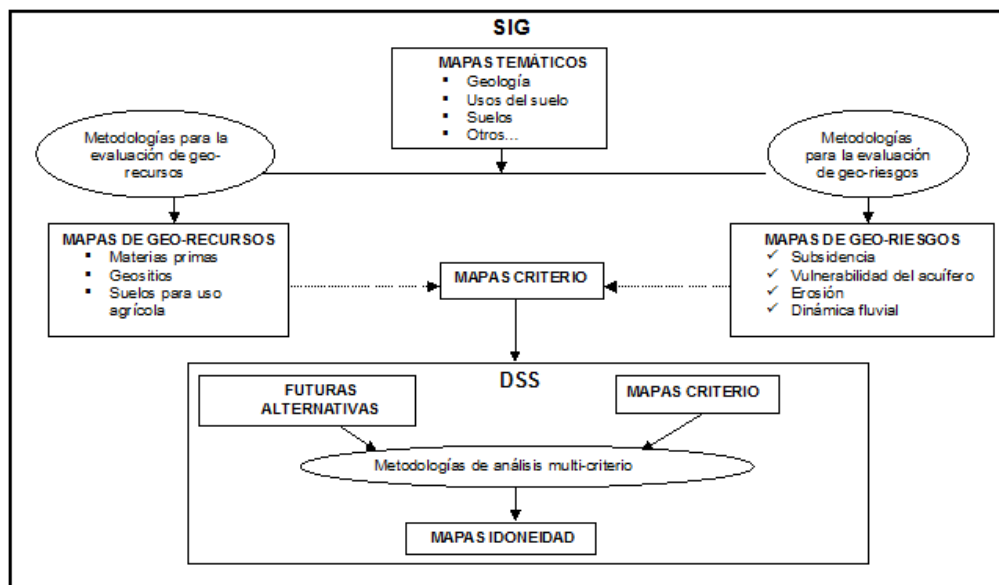 SIG
MAPAS TEMÁTICOS
▪ Geología
▪ Usos del suelo
▪ Suelos
▪ Otros...
Metodologías para la
evaluación de geo-
recursos
Metodologías
para la evaluación
de geo-riesgos
MAPAS DE GEO-RECURSOS
▪ Materias primas
▪ Geositios
▪ Suelos para uso
agrícola
MAPAS CRITERIO
MAPAS DE GEO-RIESGOS
✓ Subsidencia
✓ Vulnerabilidad del acuífero
✓ Erosión
✓ Dinámica fluvial
DSS
FUTURAS
ALTERNATIVAS
MAPAS CRITERIO
Metodologías de análisis multi-criterio
MAPAS IDONEIDAD